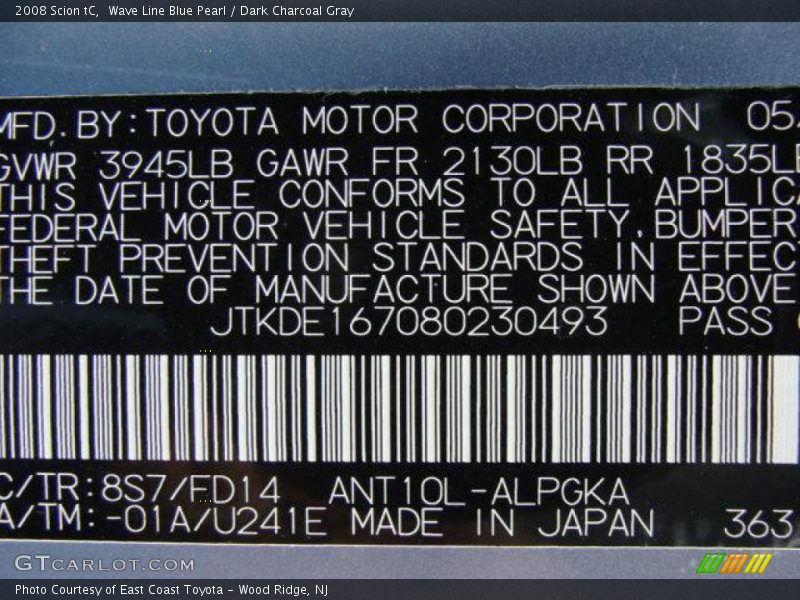 2008 Scion tC, Wave Line Blue Pearl / Dark Charcoal Gray
MFD. BY: TOYOTA MOTOR CORPORATION 05
GVWR 3945LB GAWR FR 2130LB RR 1835LB
THIS VEHICLE CONFORMS TO ALL APPLICA
FEDERAL MOTOR VEHICLE SAFETY, BUMPER
THEFT PREVENTION STANDARDS IN EFFEC
THE DATE OF MANUFACTURE SHOWN ABOVE
JTKDE167080230493 PASS
C/TR: 8S7/FD14 ANT10L-ALPGKA
A/TM: -01A/U241E MADE IN JAPAN 363
GTCARLOT.COM
Photo Courtesy of East Coast Toyota - Wood Ridge, NJ